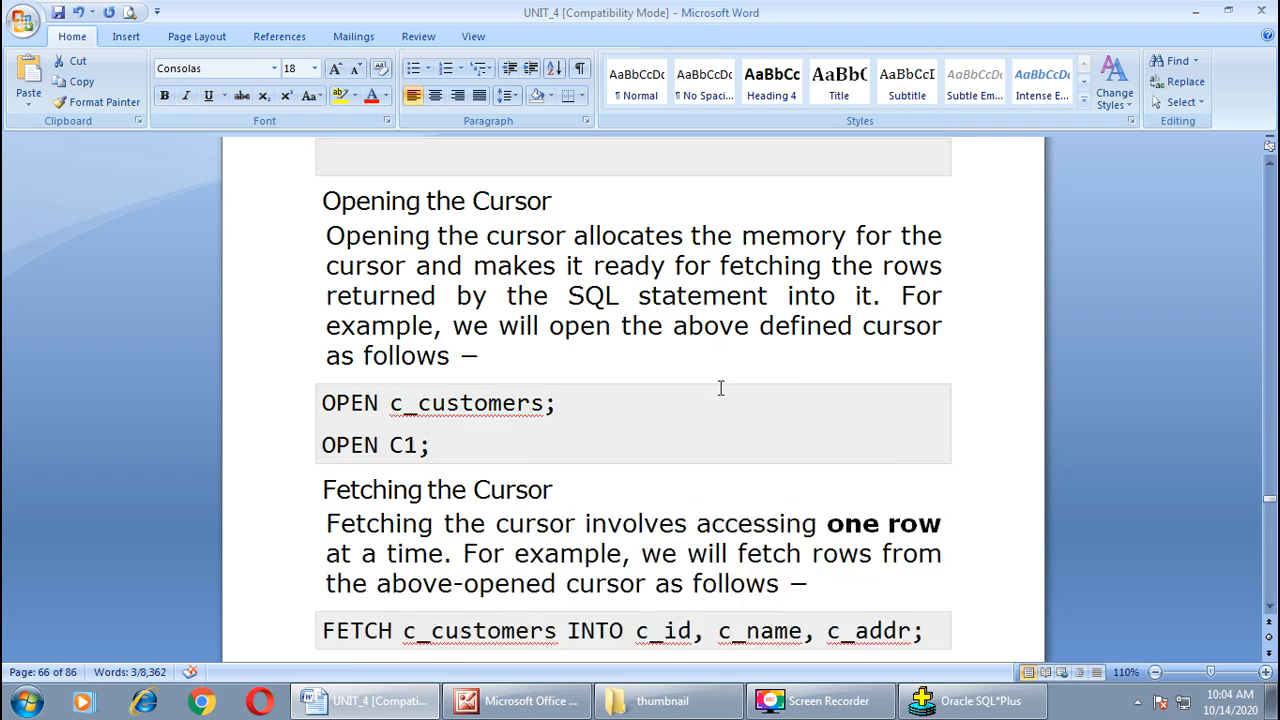 UNIT_4 [Compatibility Mode] - Microsoft Word
Home Insert Page Layout References Mailings Review View
Paste
Cut
Copy
Format Painter
Clipboard
Consolas 18
Font
Paragraph
AaBbCcDc AaBbCcDc AaBbCc AaBb( AaBbCcI AaBbCcDc AaBbCcDc
¶ Normal ¶ No Spaci... Heading 4 Title Subtitle Subtle Em... Intense E...
Styles
Change
Styles
Find
Replace
Select
Editing
Opening the Cursor
Opening the cursor allocates the memory for the
cursor and makes it ready for fetching the rows
returned by the SQL statement into it. For
example, we will open the above defined cursor
as follows −
OPEN c_customers;
OPEN C1;
Fetching the Cursor
Fetching the cursor involves accessing one row
at a time. For example, we will fetch rows from
the above-opened cursor as follows −
FETCH c_customers INTO c_id, c_name, c_addr;
Page: 66 of 86 Words: 3/8,362 110%
UNIT_4 [Compati... Microsoft Office ... thumbnail Screen Recorder Oracle SQL*Plus
10:04 AM
10/14/2020